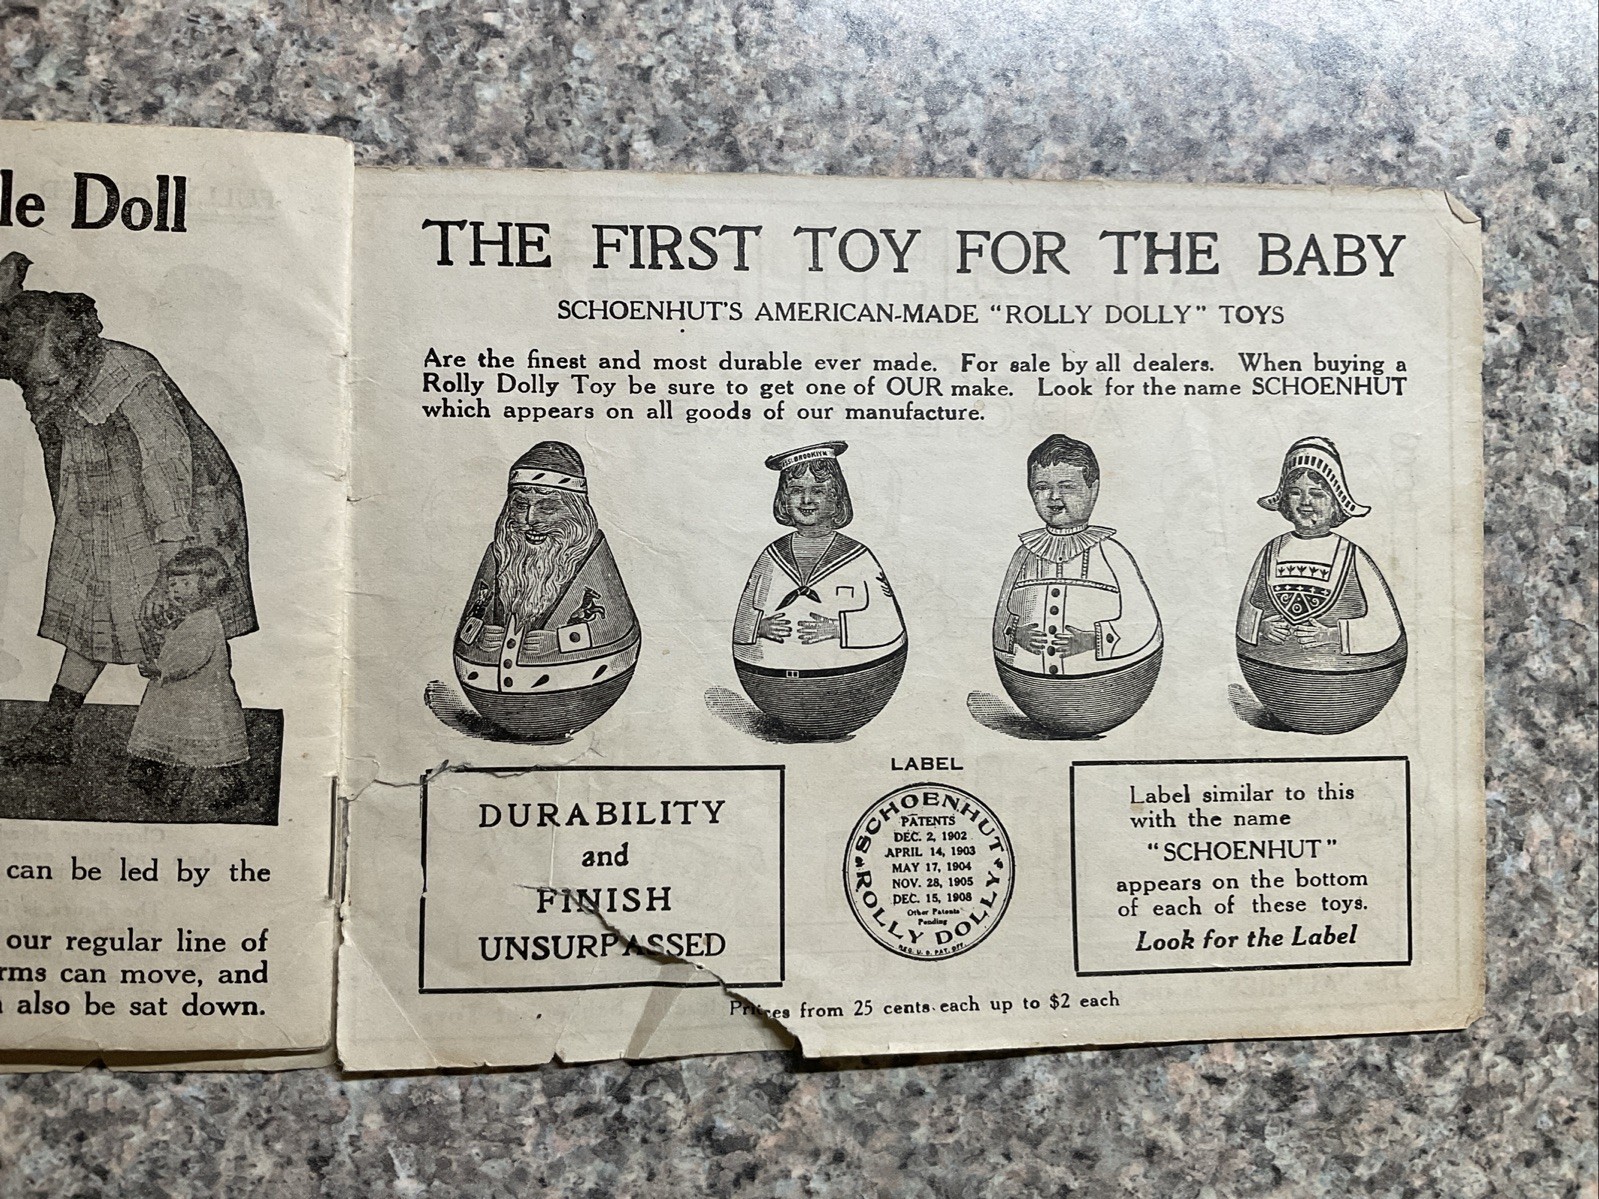 le Doll
can be led by the
our regular line of
rms can move, and
also be sat down.
THE FIRST TOY FOR THE BABY
SCHOENHUT'S AMERICAN-MADE "ROLLY DOLLY" TOYS
Are the finest and most durable ever made. For sale by all dealers. When buying a
Rolly Dolly Toy be sure to get one of OUR make. Look for the name SCHOENHUT
which appears on all goods of our manufacture.
BROOKLYN
DURABILITY
and
FINISH
UNSURPASSED
LABEL
SCHOENHUT
PATENTS
DEC. 2, 1902
APRIL 14, 1903
MAY 17, 1904
NOV. 28, 1905
DEC. 15, 1908
Other Patents
Pending
ROLLY DOLLY
REG. U. S. PAT. OFF.
Label similar to this
with the name
"SCHOENHUT"
appears on the bottom
of each of these toys.
Look for the Label
Prices from 25 cents each up to $2 each